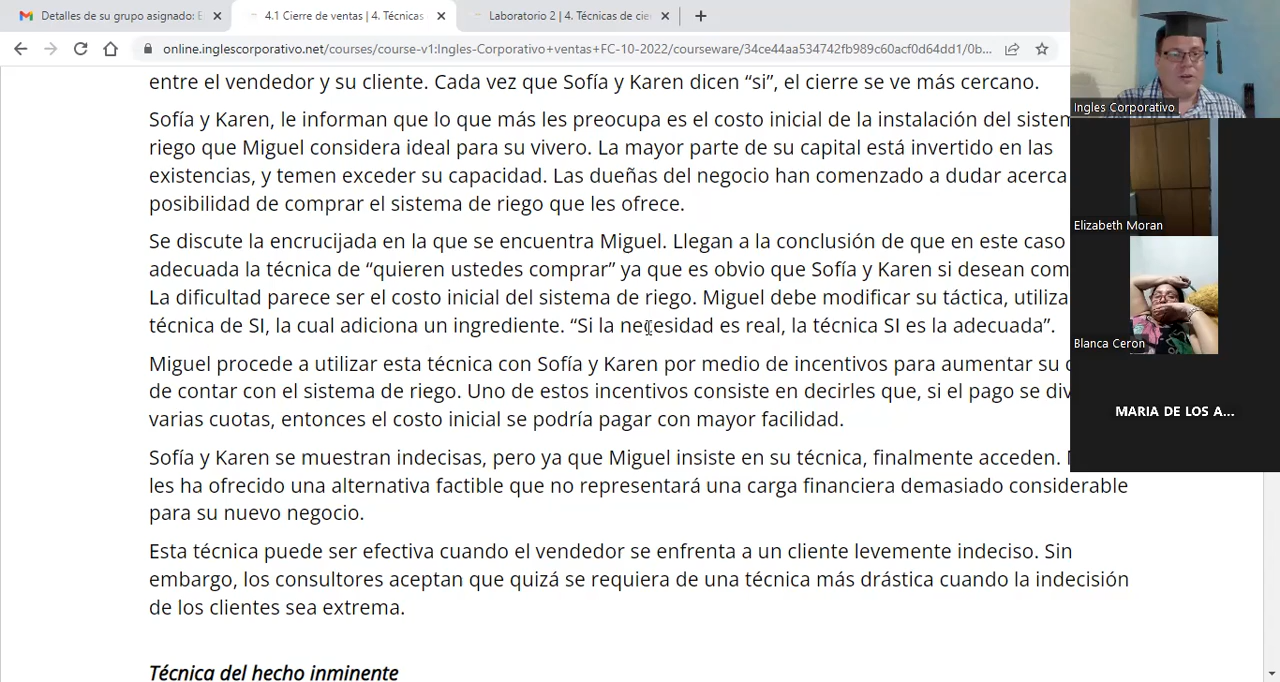 Detalles de su grupo asignado: E
4.1 Cierre de ventas | 4. Técnicas
Laboratorio 2 | 4. Técnicas de cie
online.inglescorporativo.net/courses/course-v1:Ingles-Corporativo+ventas+FC-10-2022/courseware/34ce44aa534742fb989c60acf0d64dd1/0b...
entre el vendedor y su cliente. Cada vez que Sofía y Karen dicen “si”, el cierre se ve más cercano.
Sofía y Karen, le informan que lo que más les preocupa es el costo inicial de la instalación del sistem
riego que Miguel considera ideal para su vivero. La mayor parte de su capital está invertido en las
existencias, y temen exceder su capacidad. Las dueñas del negocio han comenzado a dudar acerca
posibilidad de comprar el sistema de riego que les ofrece.
Se discute la encrucijada en la que se encuentra Miguel. Llegan a la conclusión de que en este caso
adecuada la técnica de “quieren ustedes comprar” ya que es obvio que Sofía y Karen si desean com
La dificultad parece ser el costo inicial del sistema de riego. Miguel debe modificar su táctica, utiliza
técnica de SI, la cual adiciona un ingrediente. “Si la necesidad es real, la técnica SI es la adecuada”.
Miguel procede a utilizar esta técnica con Sofía y Karen por medio de incentivos para aumentar su
de contar con el sistema de riego. Uno de estos incentivos consiste en decirles que, si el pago se div
varias cuotas, entonces el costo inicial se podría pagar con mayor facilidad.
Sofía y Karen se muestran indecisas, pero ya que Miguel insiste en su técnica, finalmente acceden.
les ha ofrecido una alternativa factible que no representará una carga financiera demasiado considerable
para su nuevo negocio.
Esta técnica puede ser efectiva cuando el vendedor se enfrenta a un cliente levemente indeciso. Sin
embargo, los consultores aceptan que quizá se requiera de una técnica más drástica cuando la indecisión
de los clientes sea extrema.
Técnica del hecho inminente
Ingles Corporativo
Elizabeth Moran
Blanca Ceron
MARIA DE LOS A...